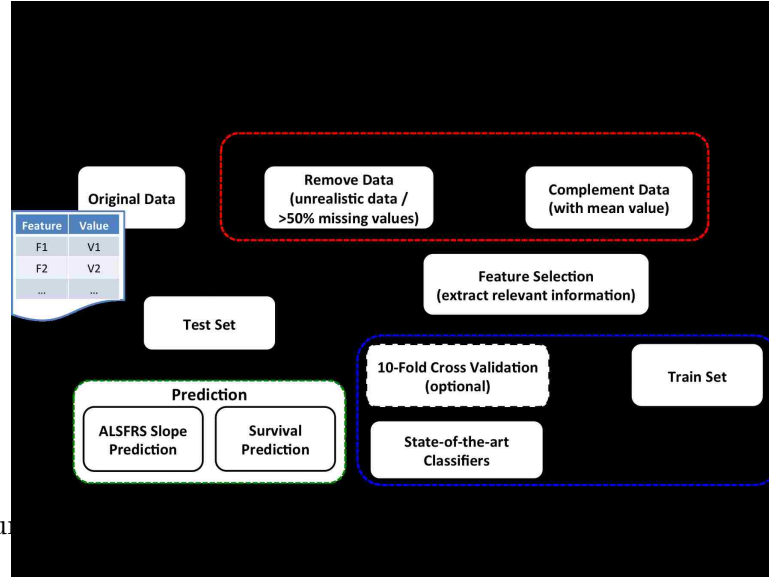 Original Data
Remove Data
(unrealistic data /
>50% missing values)
Complement Data
(with mean value)
Feature Value
F1 V1
F2 V2
... ...
Feature Selection
(extract relevant information)
Test Set
10-Fold Cross Validation
(optional)
Train Set
Prediction
ALSFRS Slope
Prediction
Survival
Prediction
State-of-the-art
Classifiers